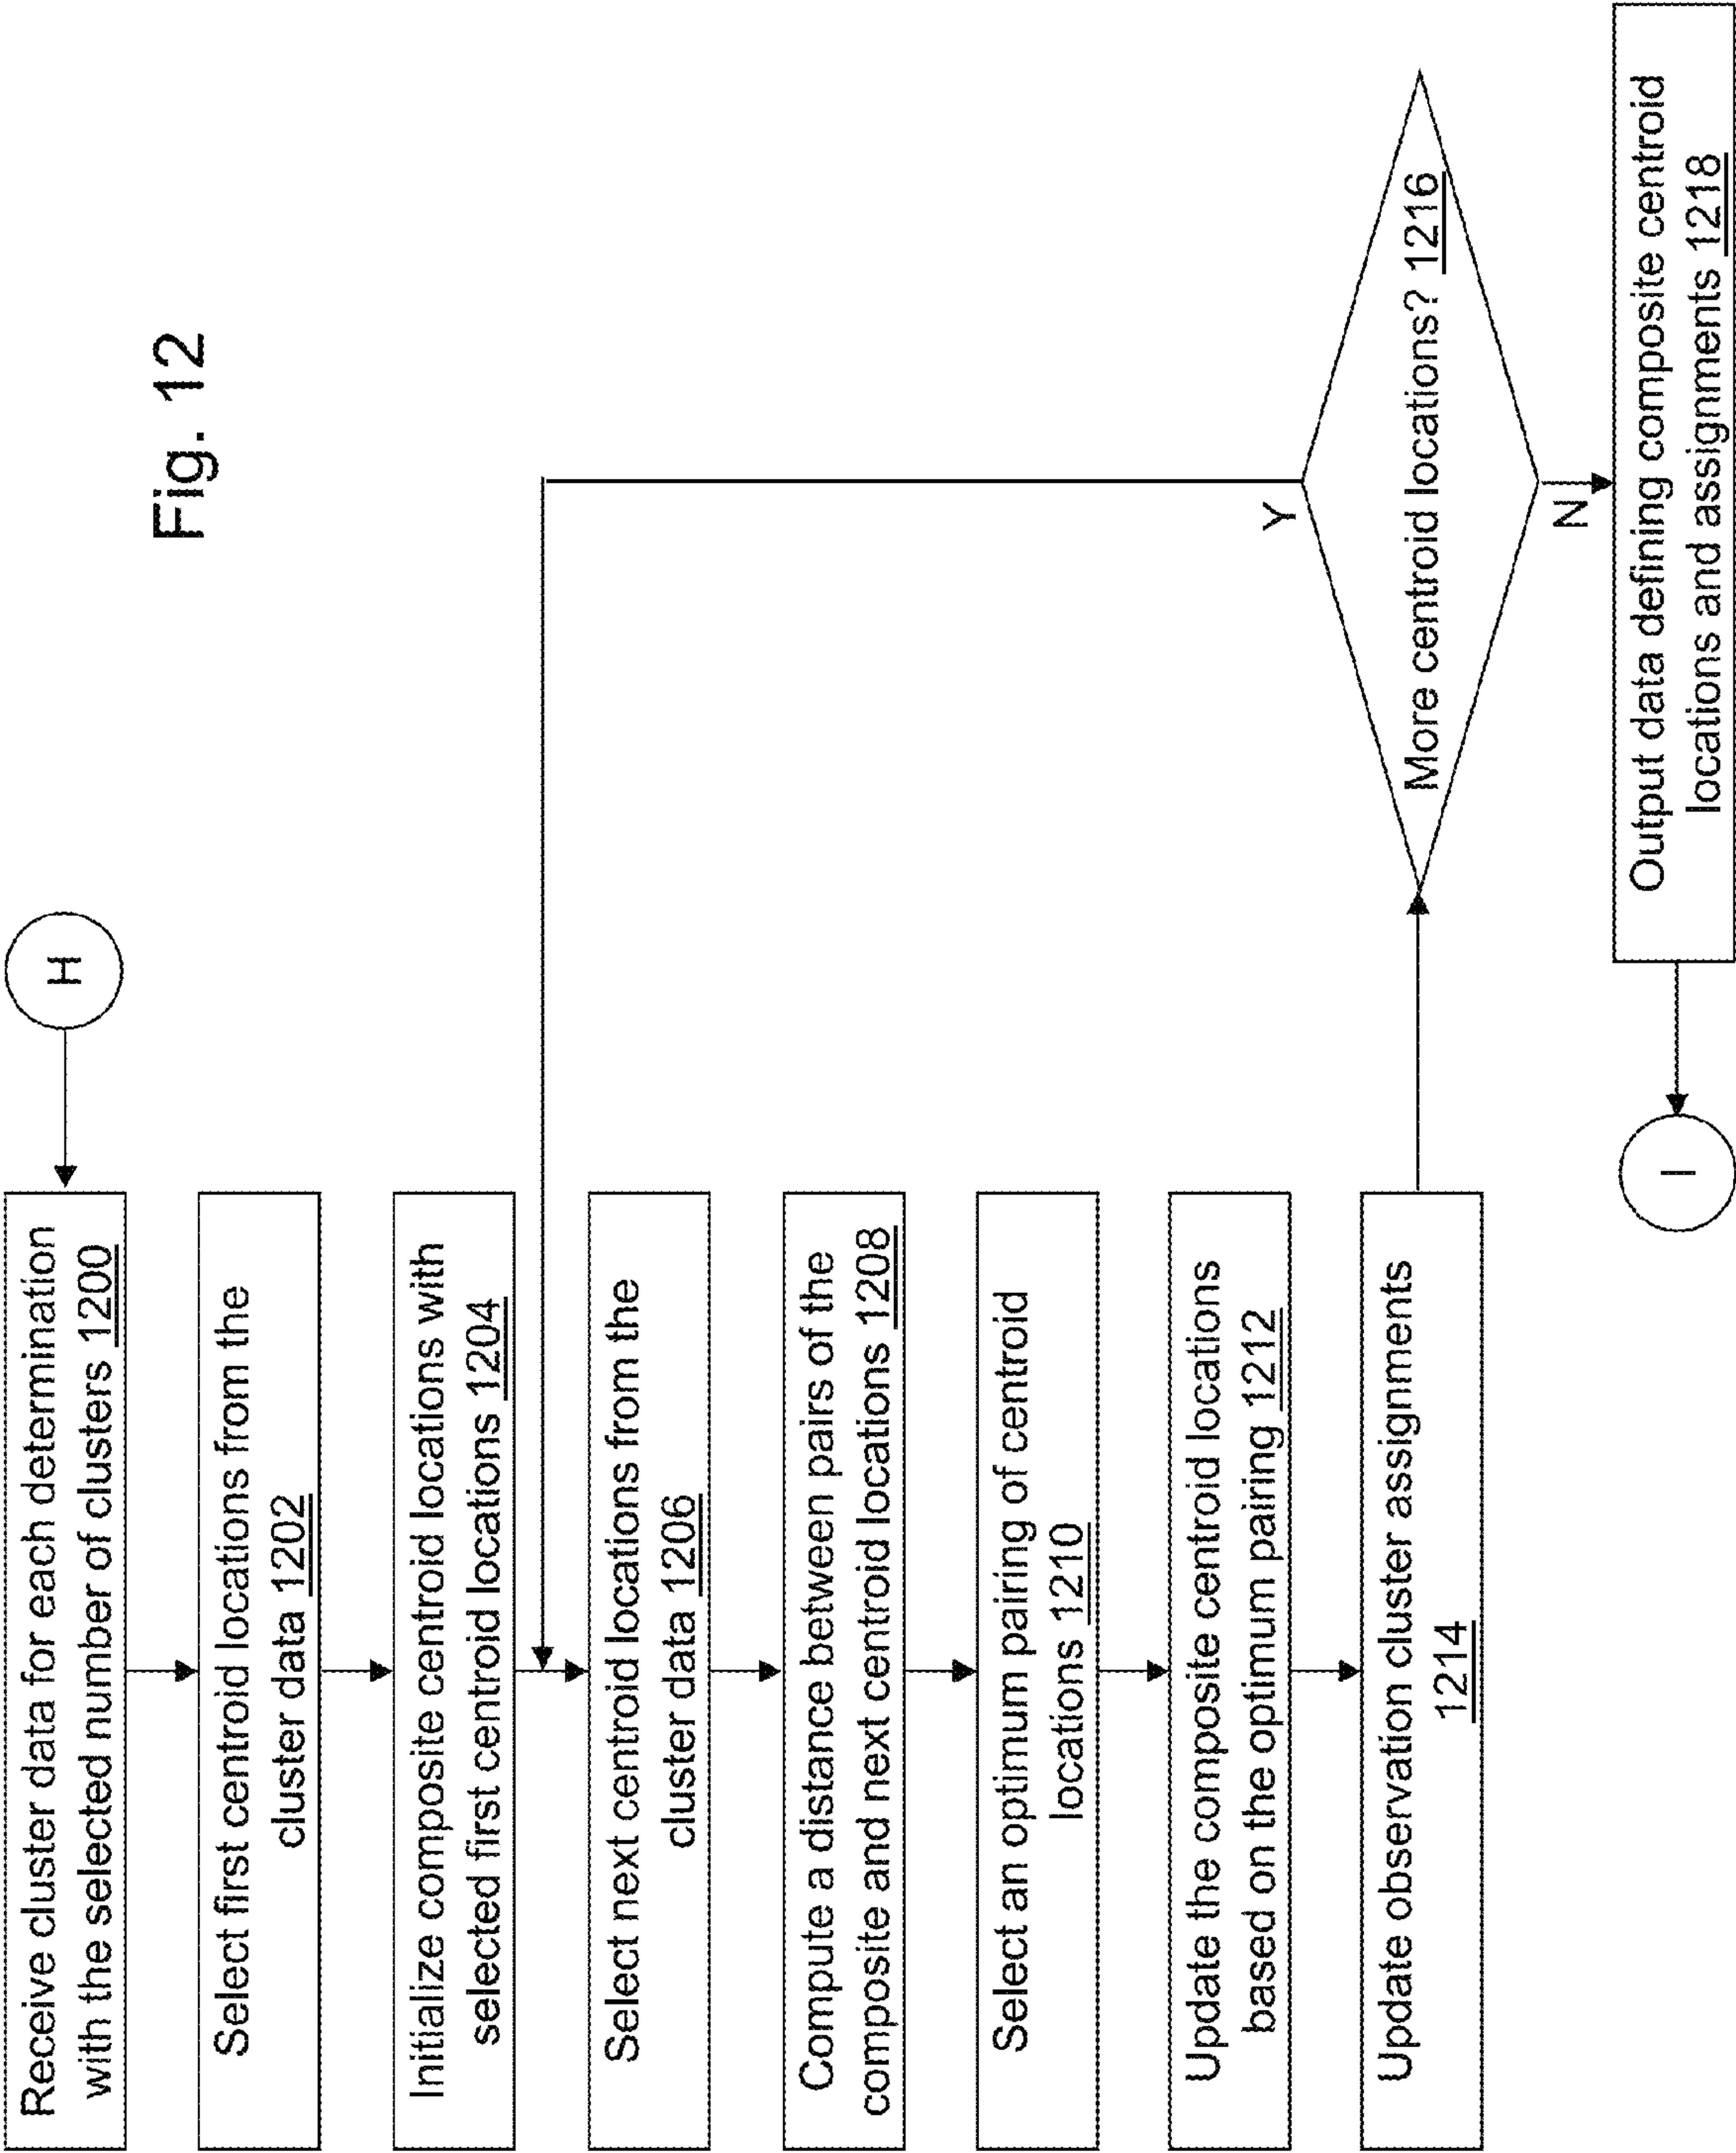 Fig. 12
H
Receive cluster data for each determination
with the selected number of clusters 1200
Select first centroid locations from the
cluster data 1202
Initialize composite centroid locations with
selected first centroid locations 1204
Select next centroid locations from the
cluster data 1206
Compute a distance between pairs of the
composite and next centroid locations 1208
Select an optimum pairing of centroid
locations 1210
Update the composite centroid locations
based on the optimum pairing 1212
Update observation cluster assignments
1214
More centroid locations? 1216
Y
N
Output data defining composite centroid
locations and assignments 1218
I